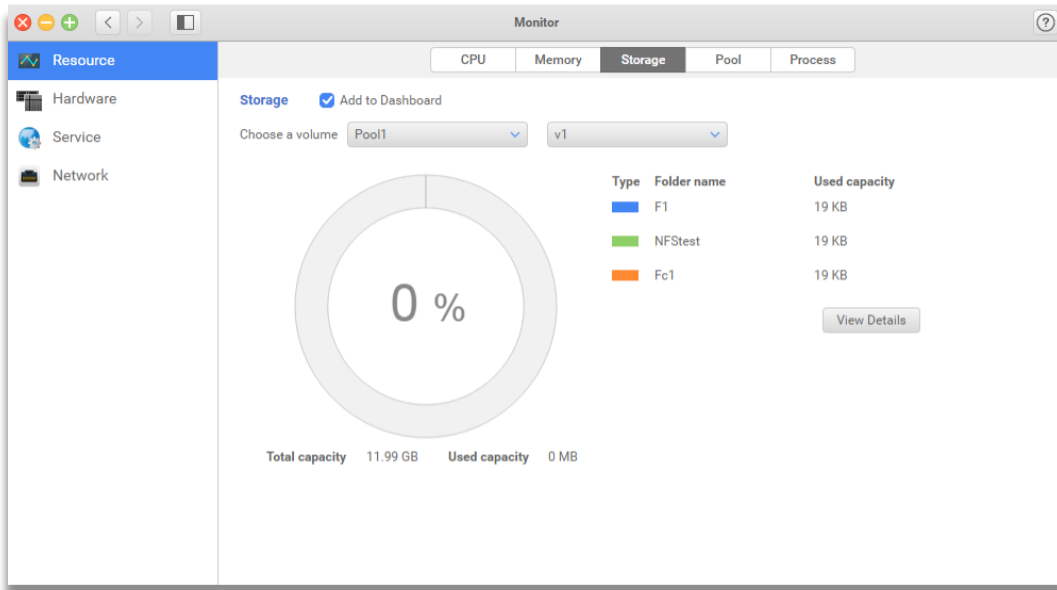 Monitor
?
Resource
Hardware
Service
Network
CPU Memory Storage Pool Process
Storage Add to Dashboard
Choose a volume Pool1 v1
0 %
Total capacity 11.99 GB Used capacity 0 MB
Type Folder name Used capacity
F1 19 KB
NFStest 19 KB
Fc1 19 KB
View Details